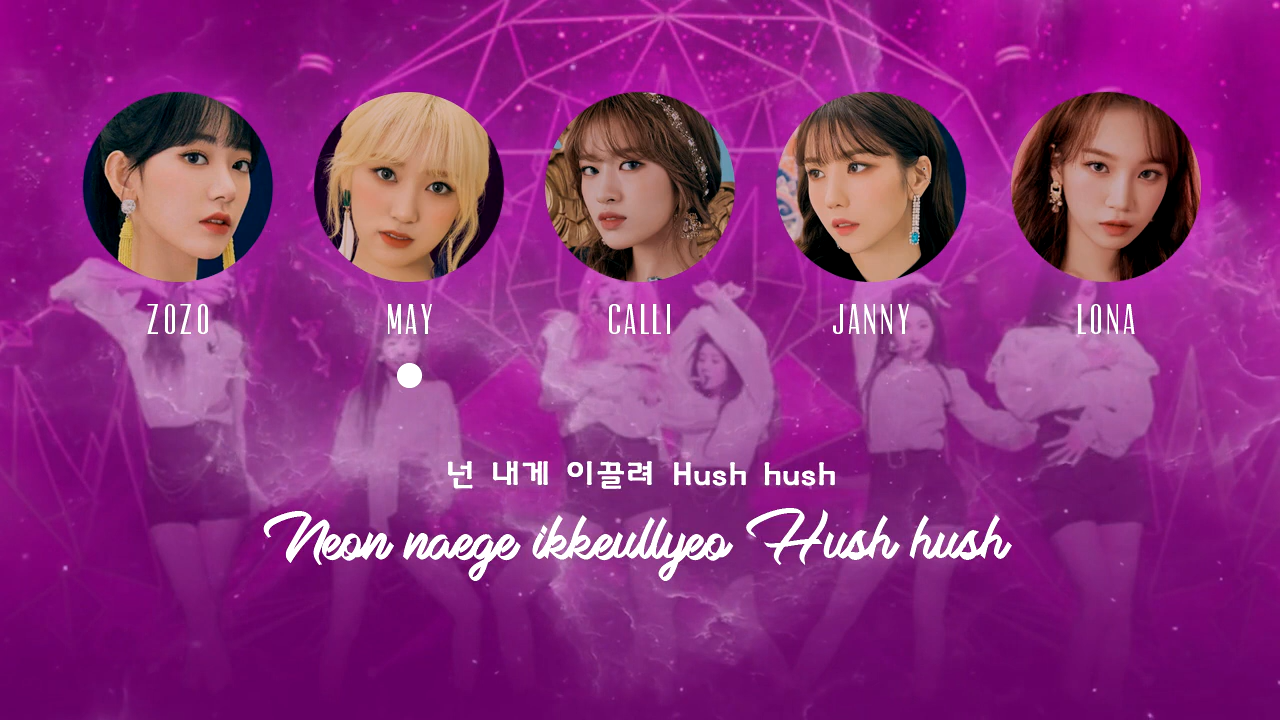 ZOZO MAY CALLI JANNY LONA
넌 내게 이끌려 Hush hush
Neon naege ikkeullyeo Hush hush